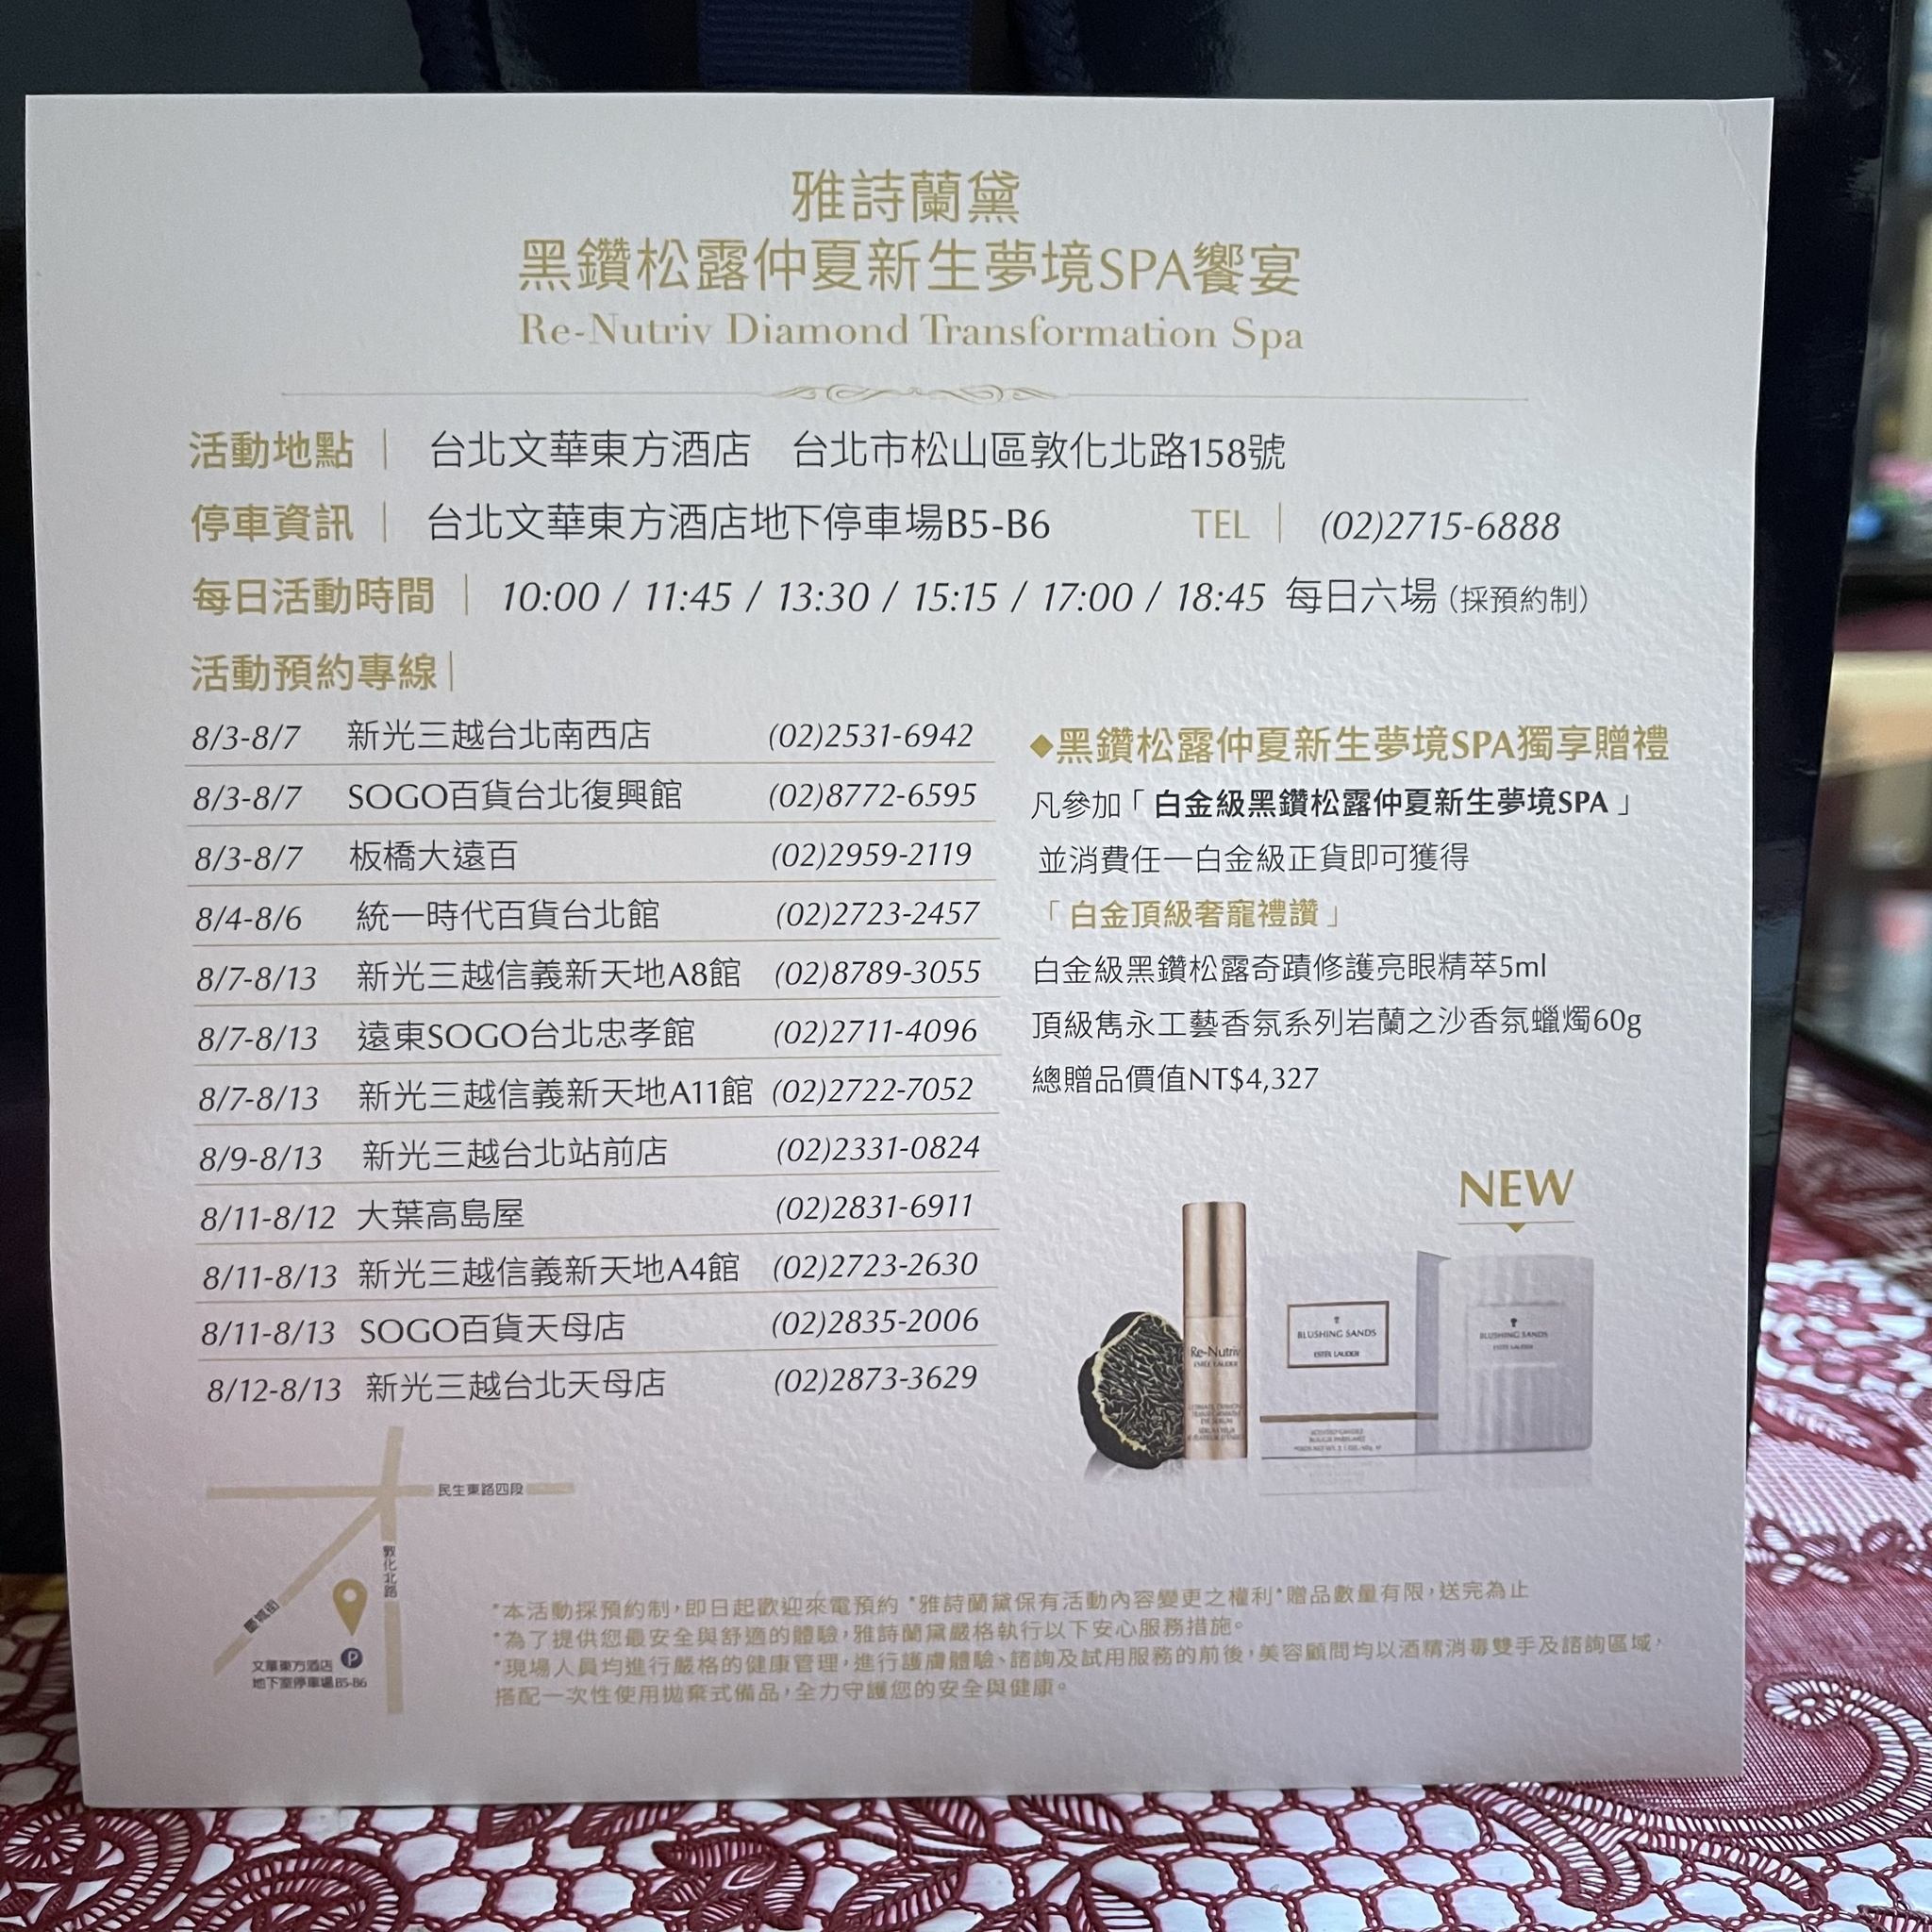 雅詩蘭黛
黑鑽松露仲夏新生夢境SPA饗宴
Re-Nutriv Diamond Transformation Spa
活動地點｜ 台北文華東方酒店 台北市松山區敦化北路158號
停車資訊｜ 台北文華東方酒店地下停車場B5-B6 TEL｜ (02)2715-6888
每日活動時間｜ 10:00 / 11:45 / 13:30 / 15:15 / 17:00 / 18:45 每日六場(採預約制)
活動預約專線｜
8/3-8/7 新光三越台北南西店 (02)2531-6942
8/3-8/7 SOGO百貨台北復興館 (02)8772-6595
8/3-8/7 板橋大遠百 (02)2959-2119
8/4-8/6 統一時代百貨台北館 (02)2723-2457
8/7-8/13 新光三越信義新天地A8館 (02)8789-3055
8/7-8/13 遠東SOGO台北忠孝館 (02)2711-4096
8/7-8/13 新光三越信義新天地A11館 (02)2722-7052
8/9-8/13 新光三越台北站前店 (02)2331-0824
8/11-8/12 大葉高島屋 (02)2831-6911
8/11-8/13 新光三越信義新天地A4館 (02)2723-2630
8/11-8/13 SOGO百貨天母店 (02)2835-2006
8/12-8/13 新光三越台北天母店 (02)2873-3629
◆黑鑽松露仲夏新生夢境SPA獨享贈禮
凡參加「白金級黑鑽松露仲夏新生夢境SPA」
並消費任一白金級正貨即可獲得
「白金頂級奢寵禮讚」
白金級黑鑽松露奇蹟修護亮眼精萃5ml
頂級雋永工藝香氛系列岩蘭之沙香氛蠟燭60g
總贈品價值NT$4,327
NEW
Re-Nutriv
ESTĒE LAUDER
BLUSHING SANDS
ESTĒE LAUDER
BLUSHING SANDS
ESTĒE LAUDER
民生東路四段
敦化北路
慶城街
文華東方酒店 P
地下室停車場B5-B6
*本活動採預約制,即日起歡迎來電預約 *雅詩蘭黛保有活動內容變更之權利*贈品數量有限,送完為止
*為了提供您最安全與舒適的體驗,雅詩蘭黛嚴格執行以下安心服務措施。
*現場人員均進行嚴格的健康管理,進行護膚體驗、諮詢及試用服務的前後,美容顧問均以酒精消毒雙手及諮詢區域,
搭配一次性使用拋棄式備品,全力守護您的安全與健康。